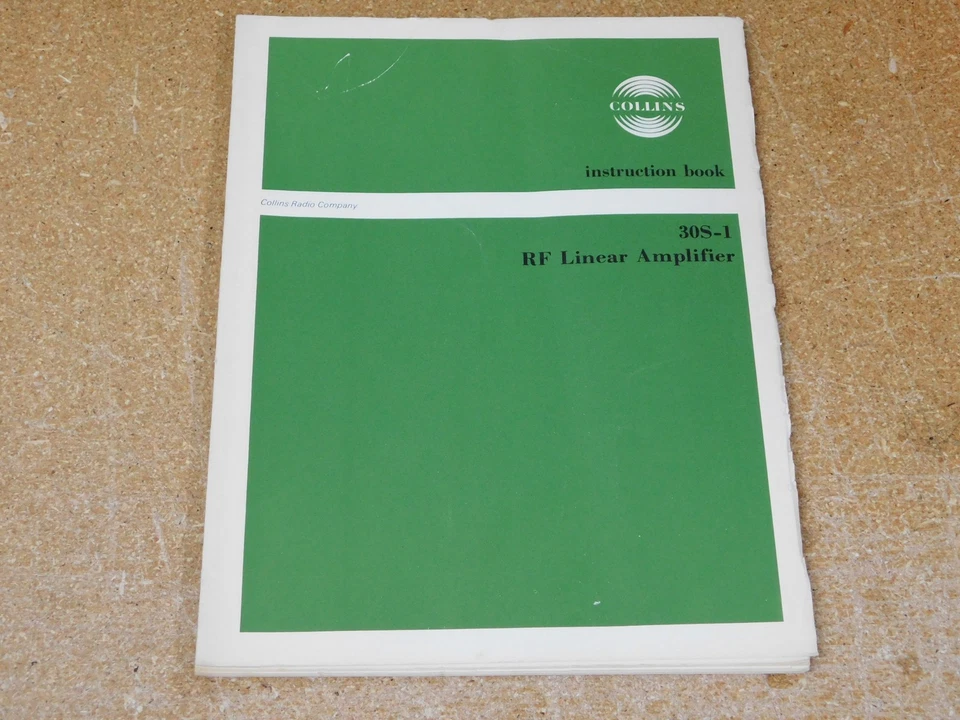 COLLINS
instruction book
Collins Radio Company
30S-1
RF Linear Amplifier